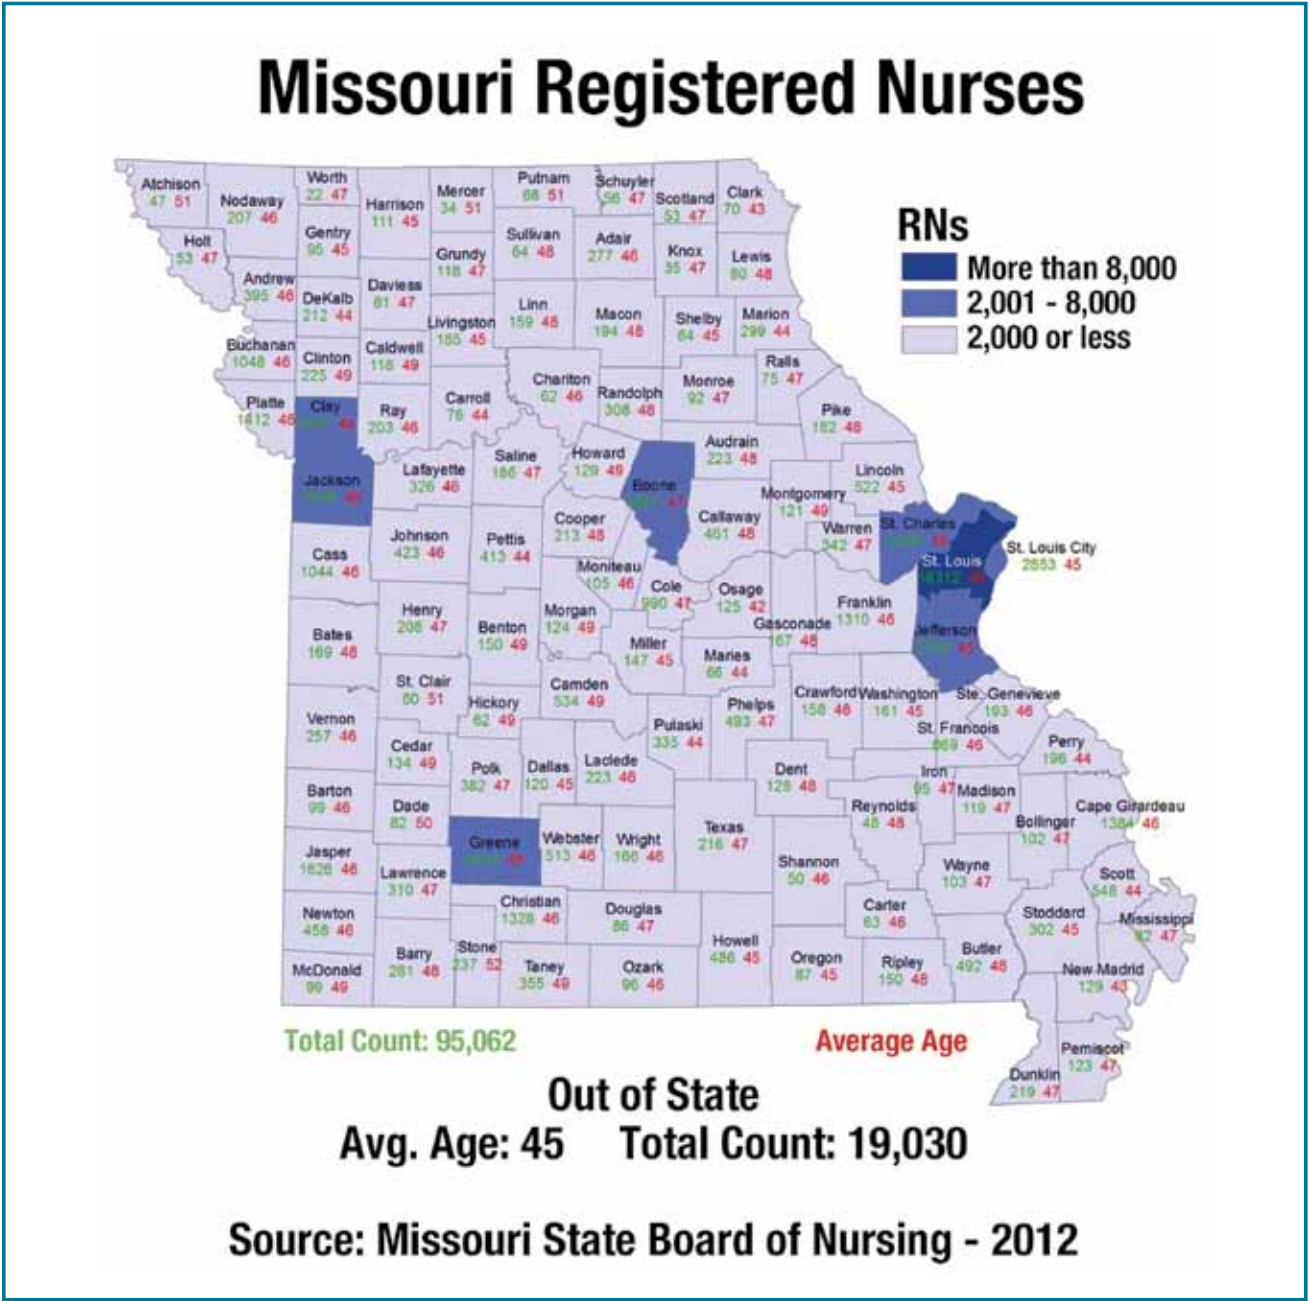 Missouri Registered Nurses
Atchison
47 51
Nodaway
207 46
Worth
22 47
Harrison
111 45
Mercer
34 51
Putnam
68 51
Schuyler
56 47
Scotland
53 47
Clark
70 43
Holt
53 47
Gentry
95 45
Sullivan
64 48
Adair
277 46
Knox
35 47
Lewis
80 48
Grundy
118 47
Andrew
395 46
DeKalb
212 44
Daviess
81 47
Livingston
185 45
Linn
159 48
Macon
194 48
Shelby
64 45
Marion
299 44
Buchanan
1048 46
Clinton
225 49
Caldwell
118 49
Chariton
62 46
Randolph
308 48
Monroe
92 47
Ralls
75 47
Platte
1412 46
Clay
Ray
203 46
Carroll
76 44
Pike
182 48
Jackson
Lafayette
326 46
Saline
186 47
Howard
129 49
Boone
Audrain
223 48
Montgomery
121 49
Lincoln
522 45
Cass
1044 46
Johnson
423 46
Pettis
413 44
Cooper
213 48
Moniteau
105 46
Callaway
461 48
Warren
342 47
St. Charles
St. Louis
St. Louis City
2853 45
Bates
169 48
Henry
208 47
Benton
150 49
Morgan
124 49
Cole
990 47
Osage
125 42
Gasconade
167 48
Franklin
1310 46
Jefferson
Miller
147 45
Maries
66 44
Vernon
257 46
St. Clair
80 51
Hickory
62 49
Camden
534 49
Pulaski
335 44
Phelps
493 47
Crawford
158 46
Washington
161 45
Ste. Genevieve
193 46
St. Francois
869 46
Perry
196 44
Cedar
134 49
Polk
382 47
Dallas
120 45
Laclede
223 46
Dent
128 48
Iron
95 47
Madison
119 47
Cape Girardeau
1384 46
Barton
99 46
Dade
82 50
Greene
Webster
513 46
Wright
166 46
Texas
216 47
Reynolds
48 48
Bollinger
102 47
Jasper
1626 46
Lawrence
310 47
Shannon
50 46
Wayne
103 47
Scott
548 44
Newton
458 46
Christian
1328 46
Douglas
86 47
Carter
63 46
Stoddard
302 45
Mississippi
82 47
McDonald
99 49
Barry
281 48
Stone
237 52
Taney
355 49
Ozark
96 46
Howell
486 45
Oregon
87 45
Ripley
150 48
Butler
492 48
New Madrid
129 43
Pemiscot
123 47
Dunklin
219 47
RNs
More than 8,000
2,001 - 8,000
2,000 or less
Total Count: 95,062
Average Age
Out of State
Avg. Age: 45 Total Count: 19,030
Source: Missouri State Board of Nursing - 2012